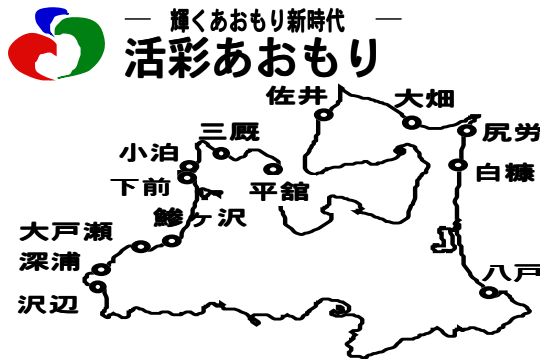 輝くあおもり新時代
活彩あおもり
佐井
大畑
三厩
尻労
小泊
白糠
下前
平舘
鰺ヶ沢
大戸瀬
深浦
八戸
沢辺